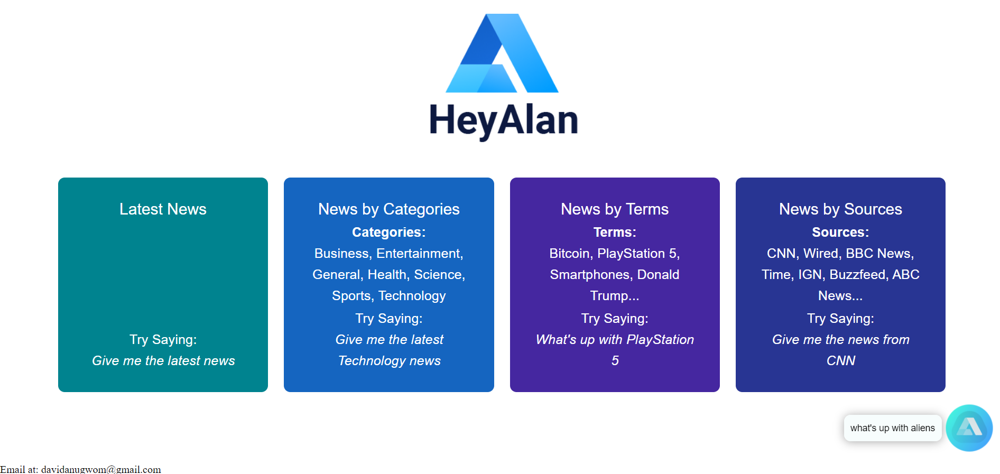 HeyAlan
Latest News
Try Saying:
Give me the latest news
News by Categories
Categories:
Business, Entertainment,
General, Health, Science,
Sports, Technology
Try Saying:
Give me the latest
Technology news
News by Terms
Terms:
Bitcoin, PlayStation 5,
Smartphones, Donald
Trump...
Try Saying:
What's up with PlayStation
5
News by Sources
Sources:
CNN, Wired, BBC News,
Time, IGN, Buzzfeed, ABC
News...
Try Saying:
Give me the news from
CNN
what's up with aliens
Email at: davidanugwom@gmail.com